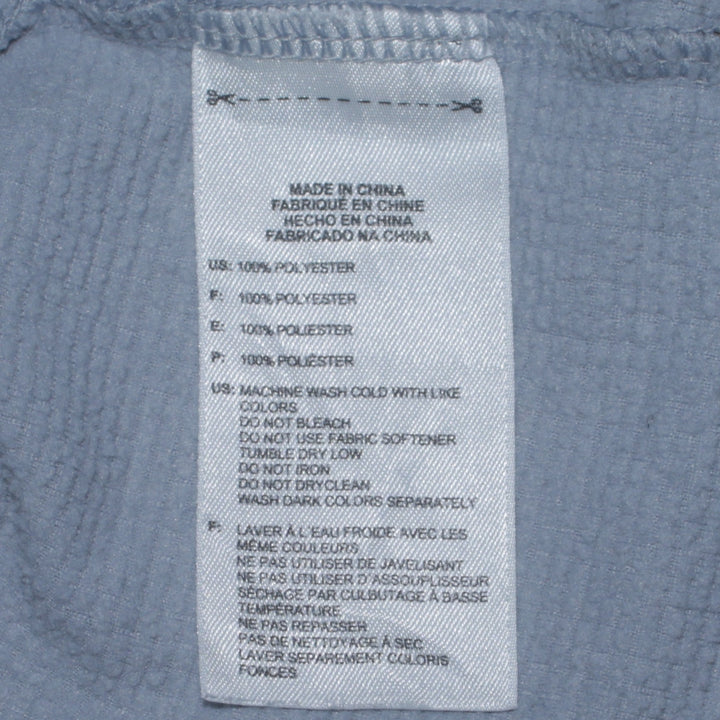 MADE IN CHINA
FABRIQUÉ EN CHINE
HECHO EN CHINA
FABRICADO NA CHINA
US: 100% POLYESTER
F: 100% POLYESTER
E: 100% POLIESTER
P: 100% POLIÉSTER
US: MACHINE WASH COLD WITH LIKE
COLORS
DO NOT BLEACH
DO NOT USE FABRIC SOFTENER
TUMBLE DRY LOW
DO NOT IRON
DO NOT DRYCLEAN
WASH DARK COLORS SEPARATELY
F: LAVER À L'EAU FROIDE AVEC LES
MÊME COULEURS
NE PAS UTILISER DE JAVELISANT
NE PAS UTILISER D'ASSOUPLISSEUR
SÉCHAGE PAR CULBUTAGE À BASSE
TEMPÉRATURE
NE PAS REPASSER
PAS DE NETTOYAGE À SEC
LAVER SEPAREMENT COLORIS
FONCES